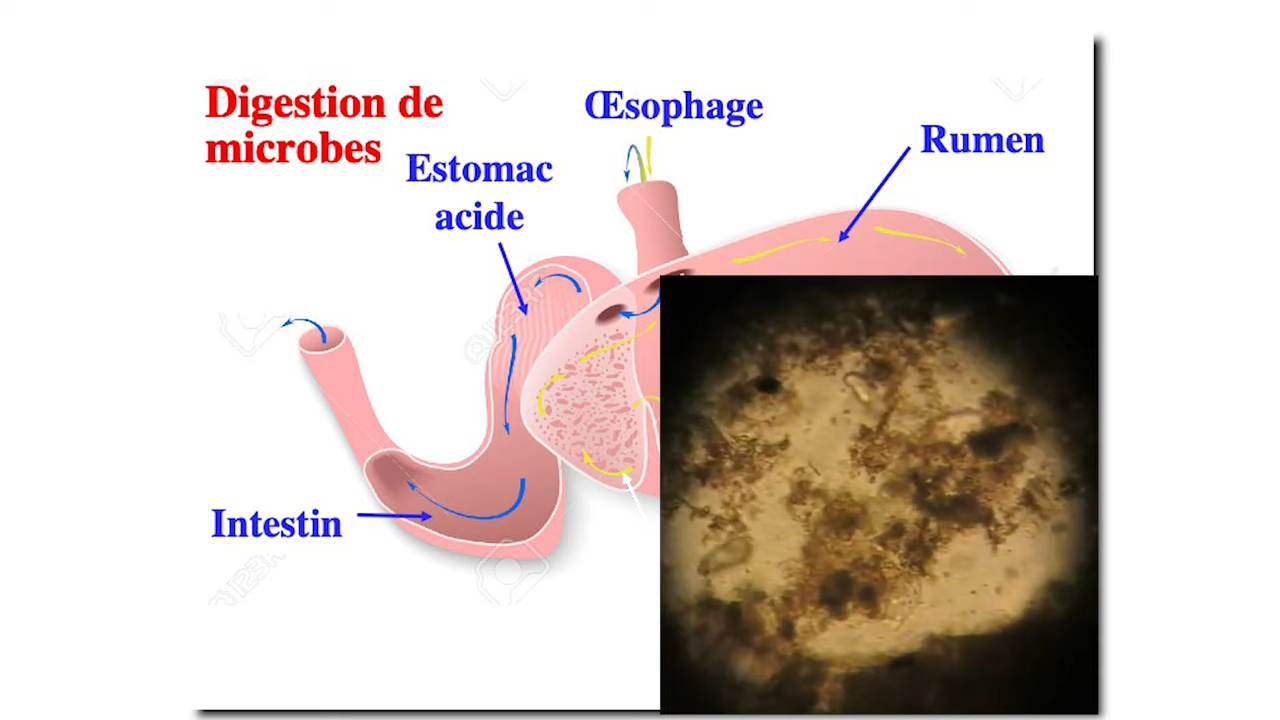 Digestion de
microbes
Œsophage
Rumen
Estomac
acide
Intestin